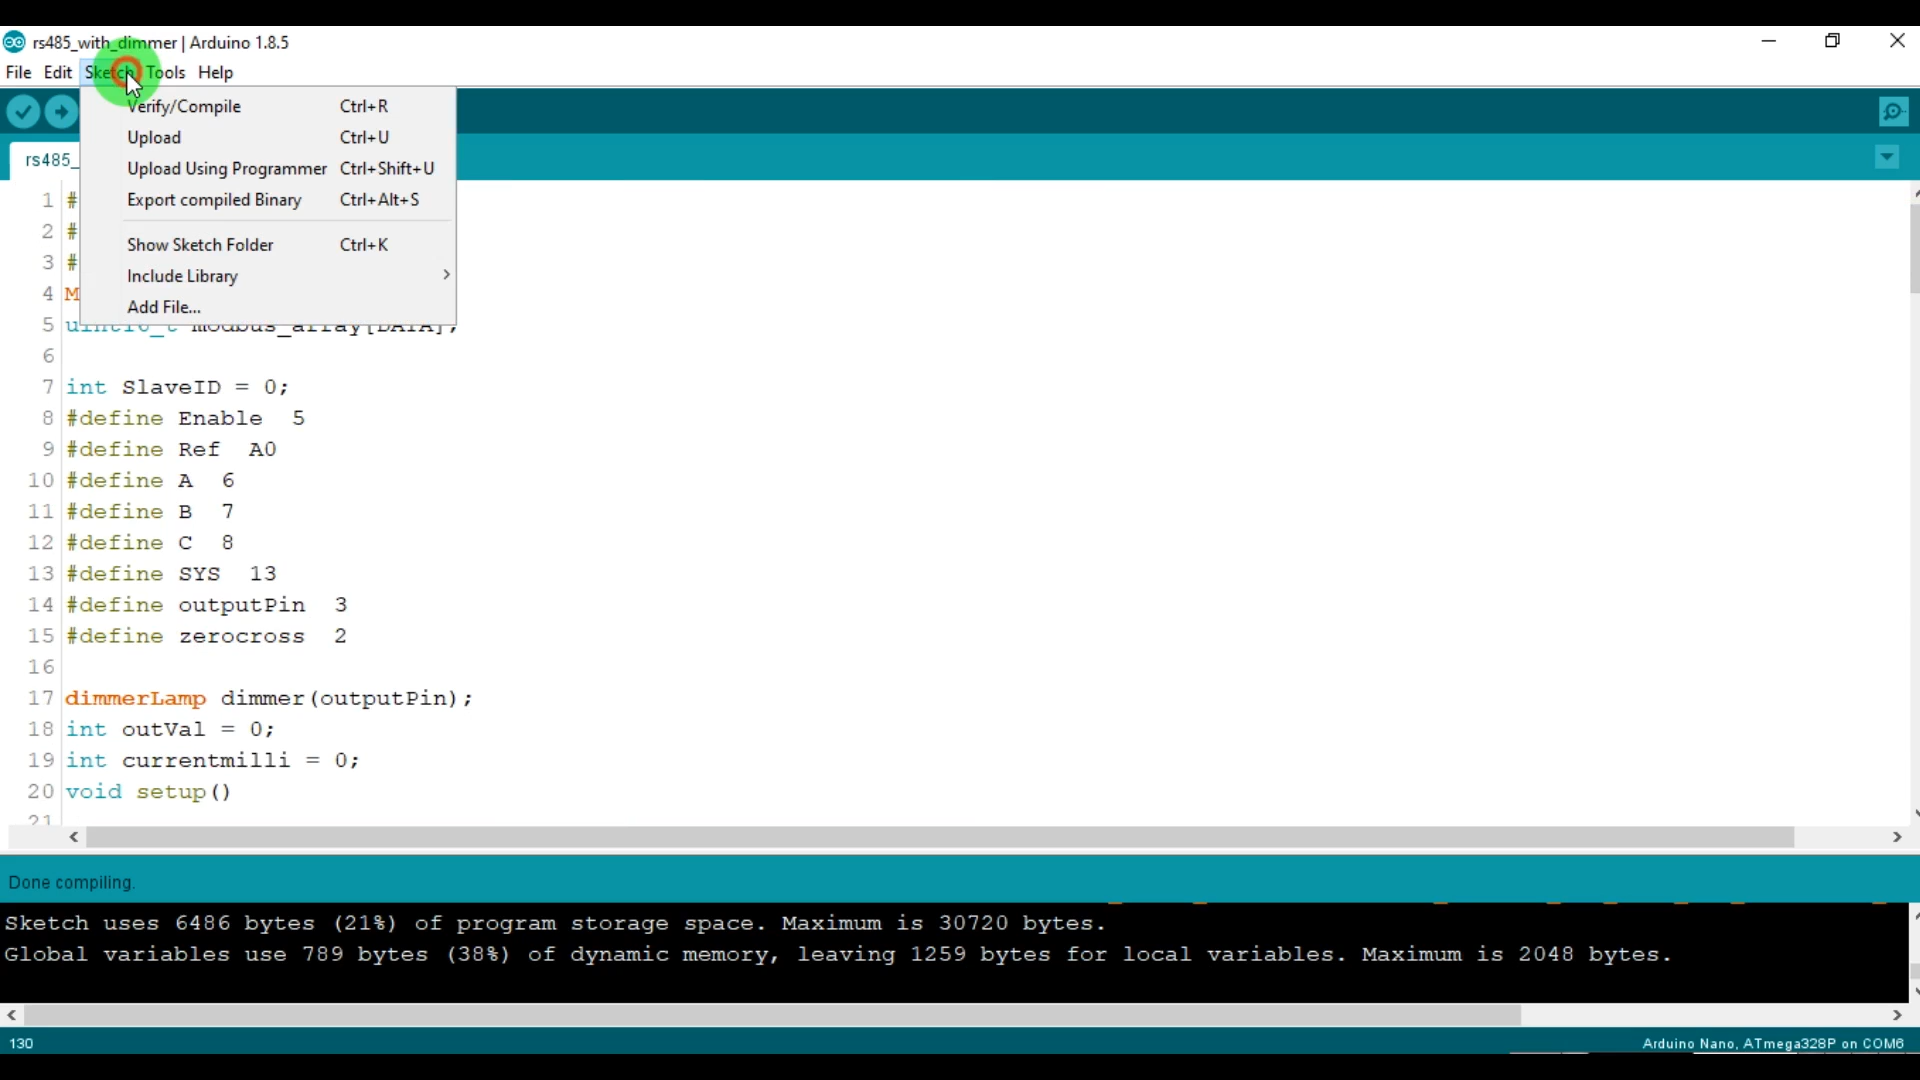 rs485_with_dimmer | Arduino 1.8.5
File Edit Sketch Tools Help
Verify/Compile Ctrl+R
Upload Ctrl+U
Upload Using Programmer Ctrl+Shift+U
Export compiled Binary Ctrl+Alt+S
Show Sketch Folder Ctrl+K
Include Library
Add File...
rs485_
1 #
2 #
3 #
4 M
5 uint16_t modbus_array[DATA];
6
7 int SlaveID = 0;
8 #define Enable 5
9 #define Ref A0
10 #define A 6
11 #define B 7
12 #define C 8
13 #define SYS 13
14 #define outputPin 3
15 #define zerocross 2
16
17 dimmerLamp dimmer(outputPin);
18 int outVal = 0;
19 int currentmilli = 0;
20 void setup()
21
Done compiling.
Sketch uses 6486 bytes (21%) of program storage space. Maximum is 30720 bytes.
Global variables use 789 bytes (38%) of dynamic memory, leaving 1259 bytes for local variables. Maximum is 2048 bytes.
130
Arduino Nano, ATmega328P on COM6